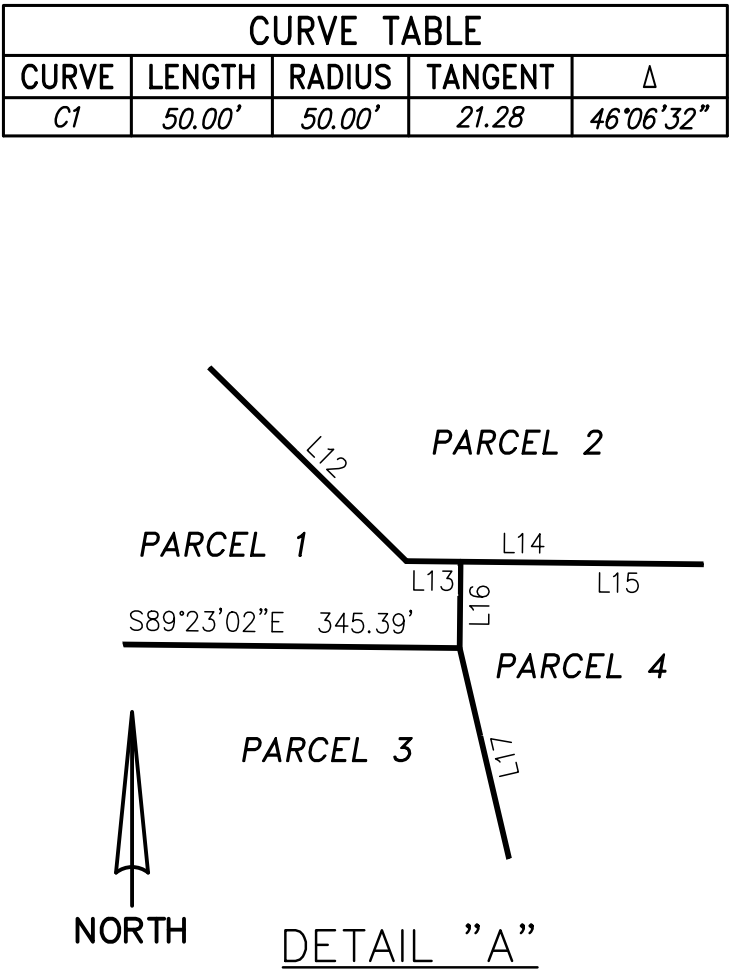 CURVE TABLE
CURVE LENGTH RADIUS TANGENT Δ
C1 50.00' 50.00' 21.28 46°06'32"
L12
PARCEL 2
PARCEL 1
L14
L13
L16
L15
S89°23'02"E 345.39'
PARCEL 4
PARCEL 3
L17
NORTH
DETAIL "A"